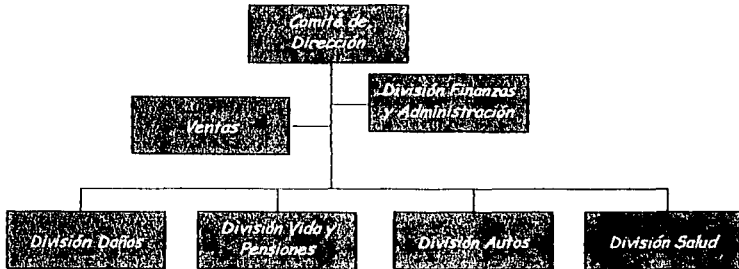 Comité de
Dirección
División Finanzas
y Administración
Ventas
División Daños
División Vida y
Pensiones
División Autos
División Salud